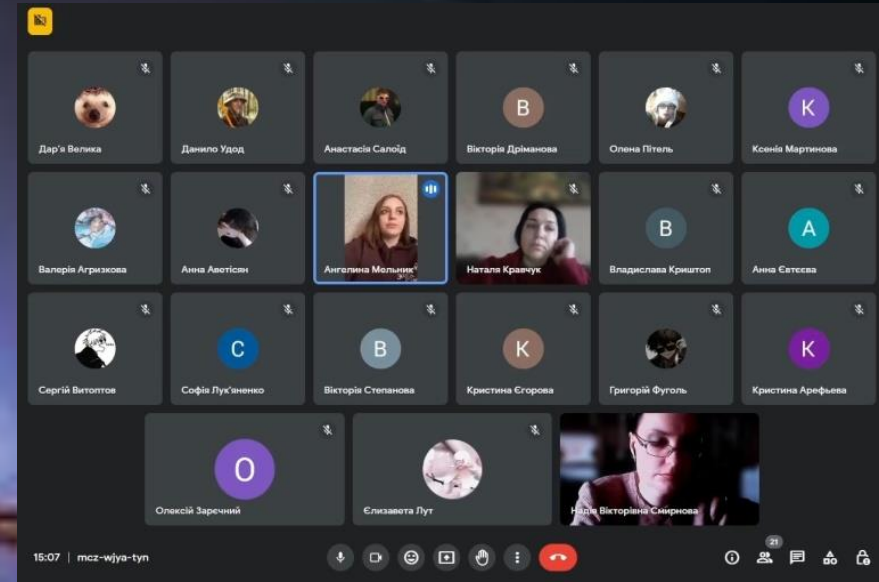 Дар'я Велика
Данило Удод
Анастасія Салоїд
В
Вікторія Дріманова
Олена Пітель
К
Ксенія Мартинова
Валерія Агризкова
Анна Аветісян
Ангелина Мельник
Наталя Кравчук
В
Владислава Криштоп
А
Анна Євтєєва
Сергій Витоптов
С
Софія Лук'яненко
В
Вікторія Степанова
К
Кристина Єгорова
Григорій Фуголь
К
Кристина Арефьева
О
Олексій Заречний
Єлизавета Лут
Надія Вікторівна Смирнова
15:07 | mcz-wjya-tyn
21